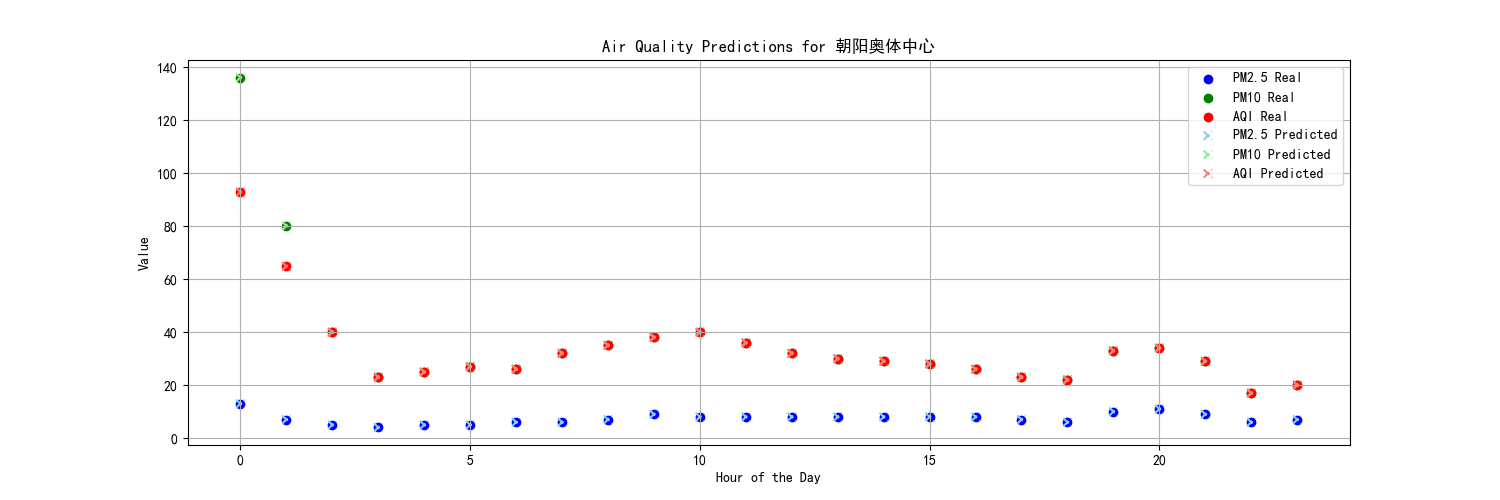 Air Quality Predictions for 朝阳奥体中心
140
120
100
80
60
40
20
0
Value
0 5 10 15 20
Hour of the Day
PM2.5 Real
PM10 Real
AQI Real
PM2.5 Predicted
PM10 Predicted
AQI Predicted